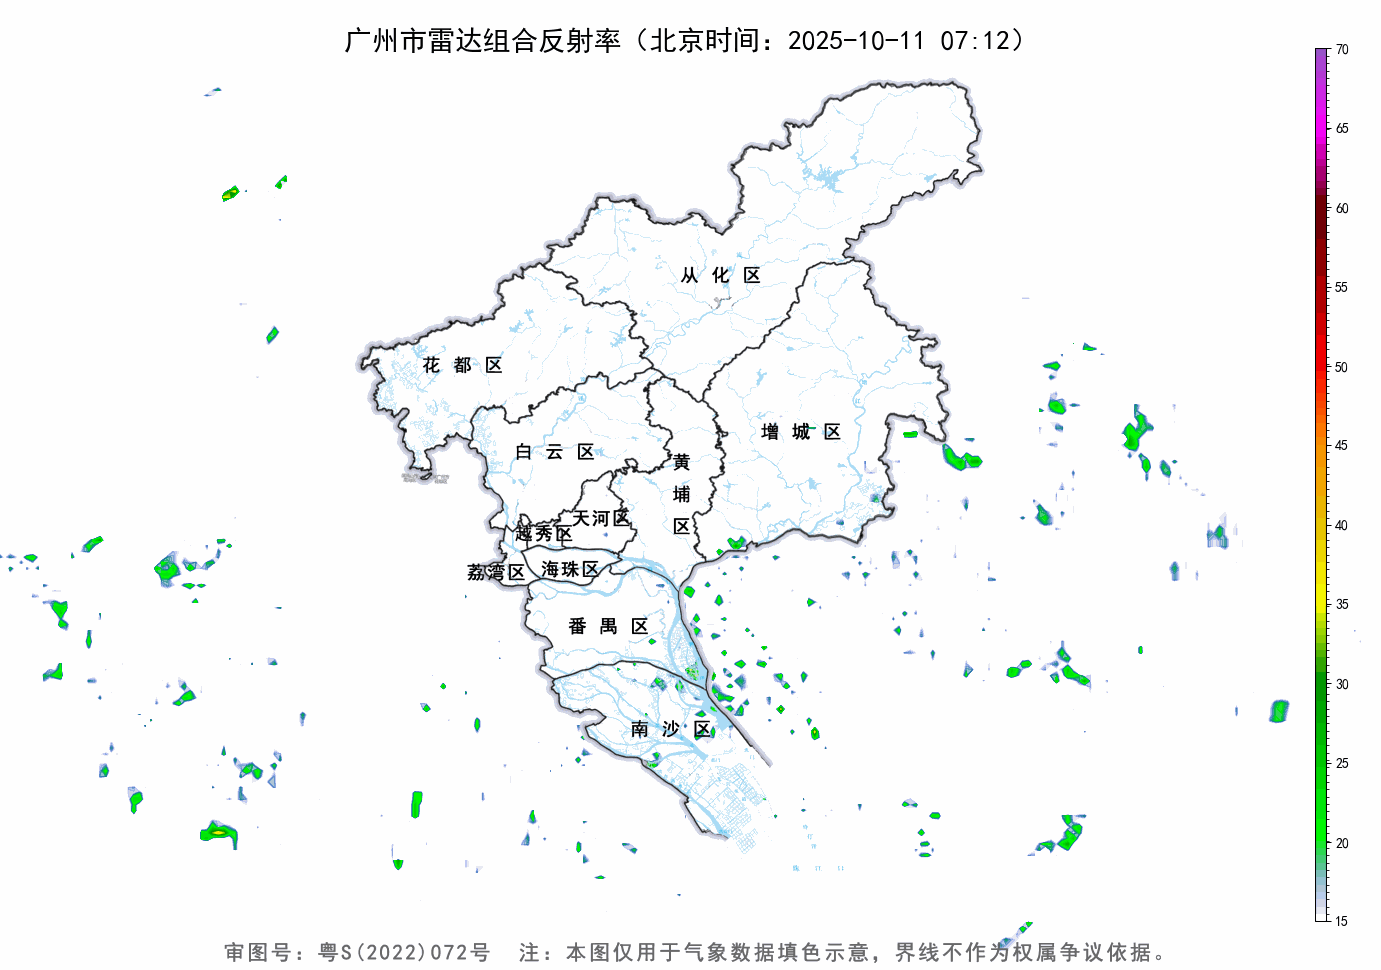 广州市雷达组合反射率（北京时间：2025-10-11 07:12）
70
65
60
55
50
45
40
35
30
25
20
15
从化区
花都区
增城区
白云区
黄埔区
天河区
越秀区
荔湾区
海珠区
番禺区
南沙区
审图号：粤S(2022)072号 注：本图仅用于气象数据填色示意，界线不作为权属争议依据。